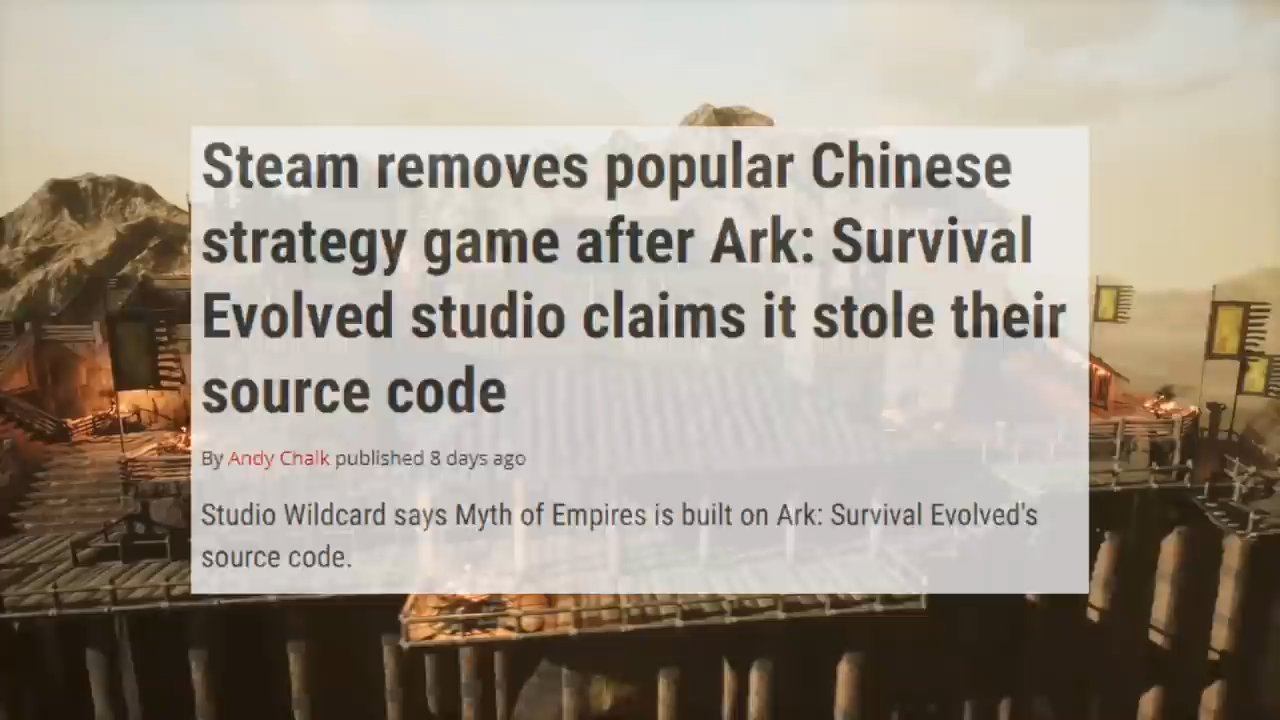 Steam removes popular Chinese
strategy game after Ark: Survival
Evolved studio claims it stole their
source code
By Andy Chalk published 8 days ago
Studio Wildcard says Myth of Empires is built on Ark: Survival Evolved's
source code.